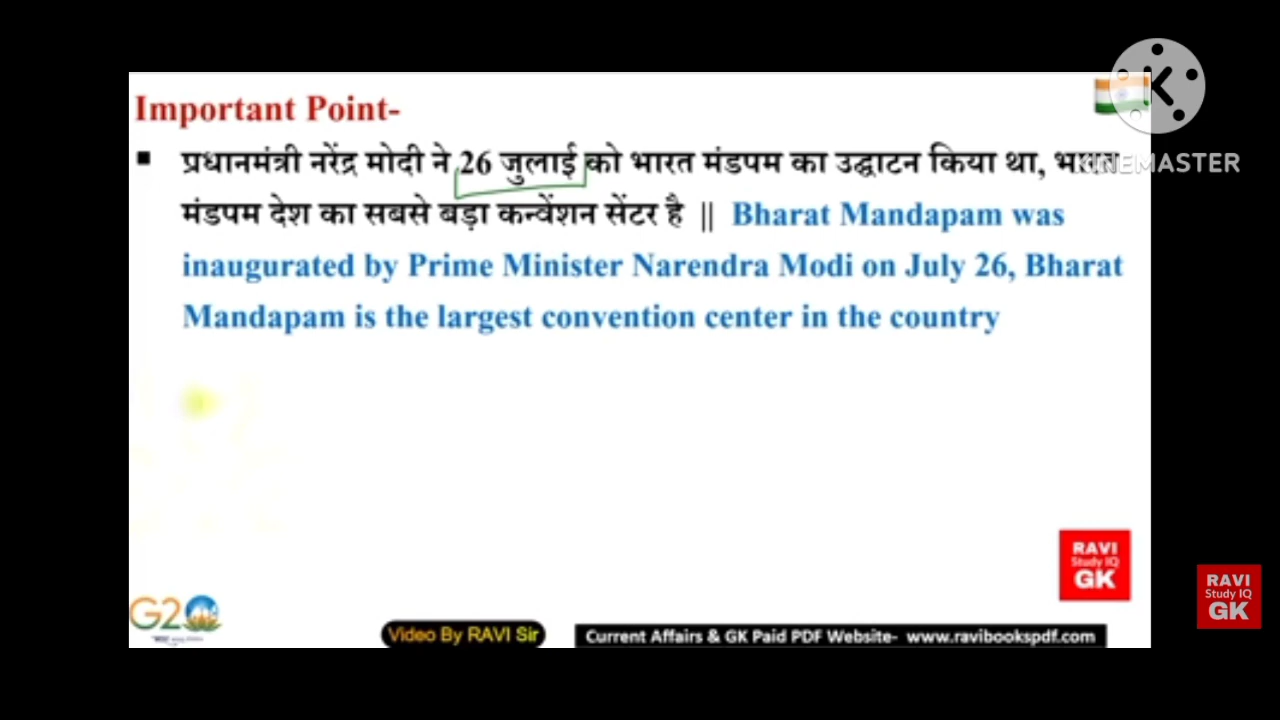 Important Point-
▪ प्रधानमंत्री नरेंद्र मोदी ने 26 जुलाई को भारत मंडपम का उद्घाटन किया था,
KINEMASTER
मंडपम देश का सबसे बड़ा कन्वेंशन सेंटर है || Bharat Mandapam was
inaugurated by Prime Minister Narendra Modi on July 26, Bharat
Mandapam is the largest convention center in the country
RAVI
Study IQ
GK
RAVI
Study IQ
GK
G20
Video By RAVI Sir
Current Affairs & GK Paid PDF Website- www.ravibookspdf.com